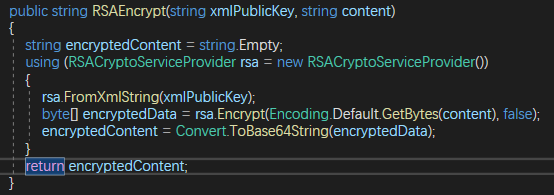 public string RSAEncrypt(string xmlPublicKey, string content)
{
string encryptedContent = string.Empty;
using (RSACryptoServiceProvider rsa = new RSACryptoServiceProvider())
{
rsa.FromXmlString(xmlPublicKey);
byte[] encryptedData = rsa.Encrypt(Encoding.Default.GetBytes(content), false);
encryptedContent = Convert.ToBase64String(encryptedData);
}
return encryptedContent;
}